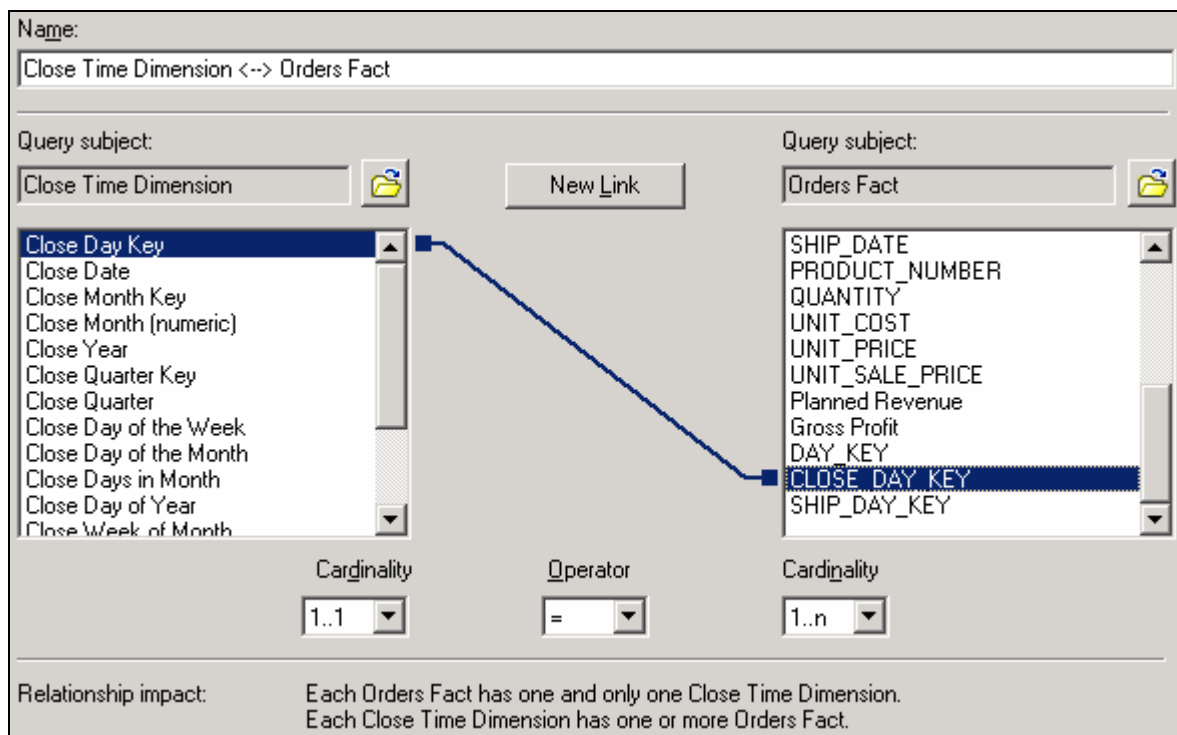 Name:
Close Time Dimension <--> Orders Fact
Query subject:
Query subject:
Close Time Dimension
New Link
Orders Fact
Close Day Key
Close Date
Close Month Key
Close Month (numeric)
Close Year
Close Quarter Key
Close Quarter
Close Day of the Week
Close Day of the Month
Close Days in Month
Close Day of Year
Close Week of Month
SHIP_DATE
PRODUCT_NUMBER
QUANTITY
UNIT_COST
UNIT_PRICE
UNIT_SALE_PRICE
Planned Revenue
Gross Profit
DAY_KEY
CLOSE_DAY_KEY
SHIP_DAY_KEY
Cardinality
Operator
Cardinality
1..1
=
1..n
Relationship impact:
Each Orders Fact has one and only one Close Time Dimension.
Each Close Time Dimension has one or more Orders Fact.